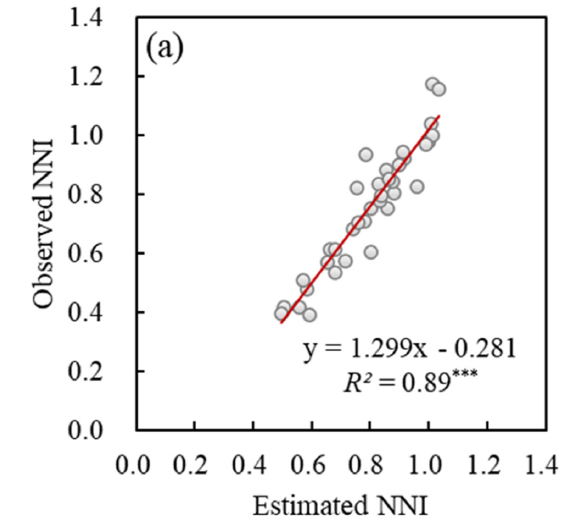 (a)
1.4
1.2
1.0
0.8
0.6
0.4
0.2
0.0
Observed NNI
y = 1.299x - 0.281
R² = 0.89***
0.0 0.2 0.4 0.6 0.8 1.0 1.2 1.4
Estimated NNI